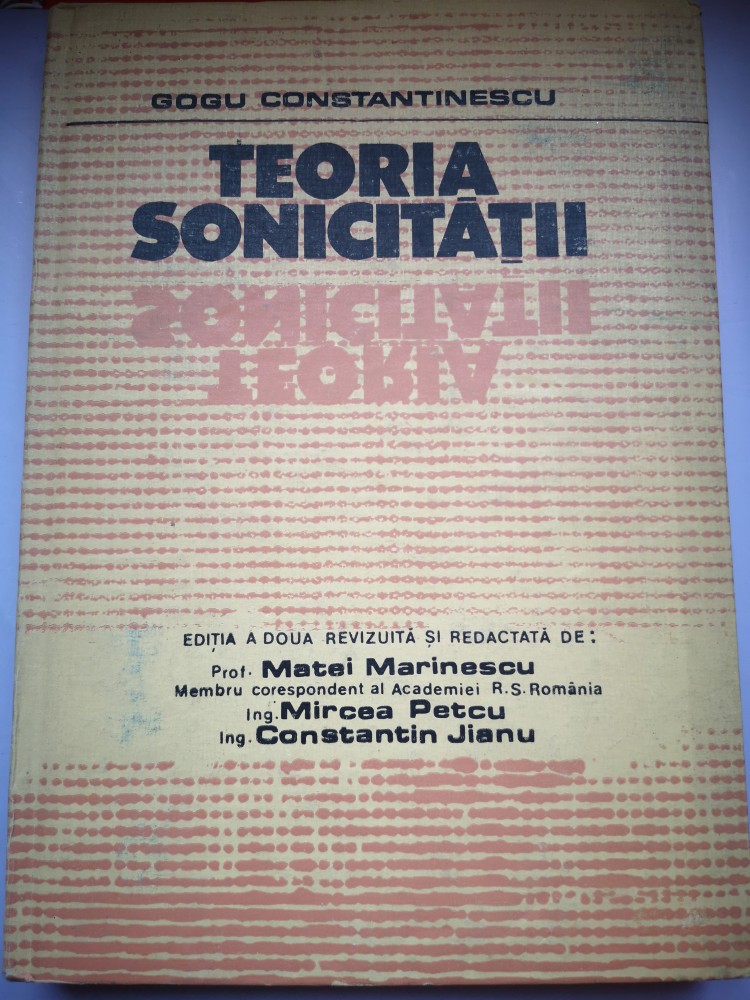 GOGU CONSTANTINESCU
TEORIA
SONICITĂȚII
SONICITĂȚII
TEORIA
EDIȚIA A DOUA REVIZUITĂ ȘI REDACTATĂ DE:
Prof. Matei Marinescu
Membru corespondent al Academiei R.S.România
Ing. Mircea Petcu
Ing. Constantin Jianu